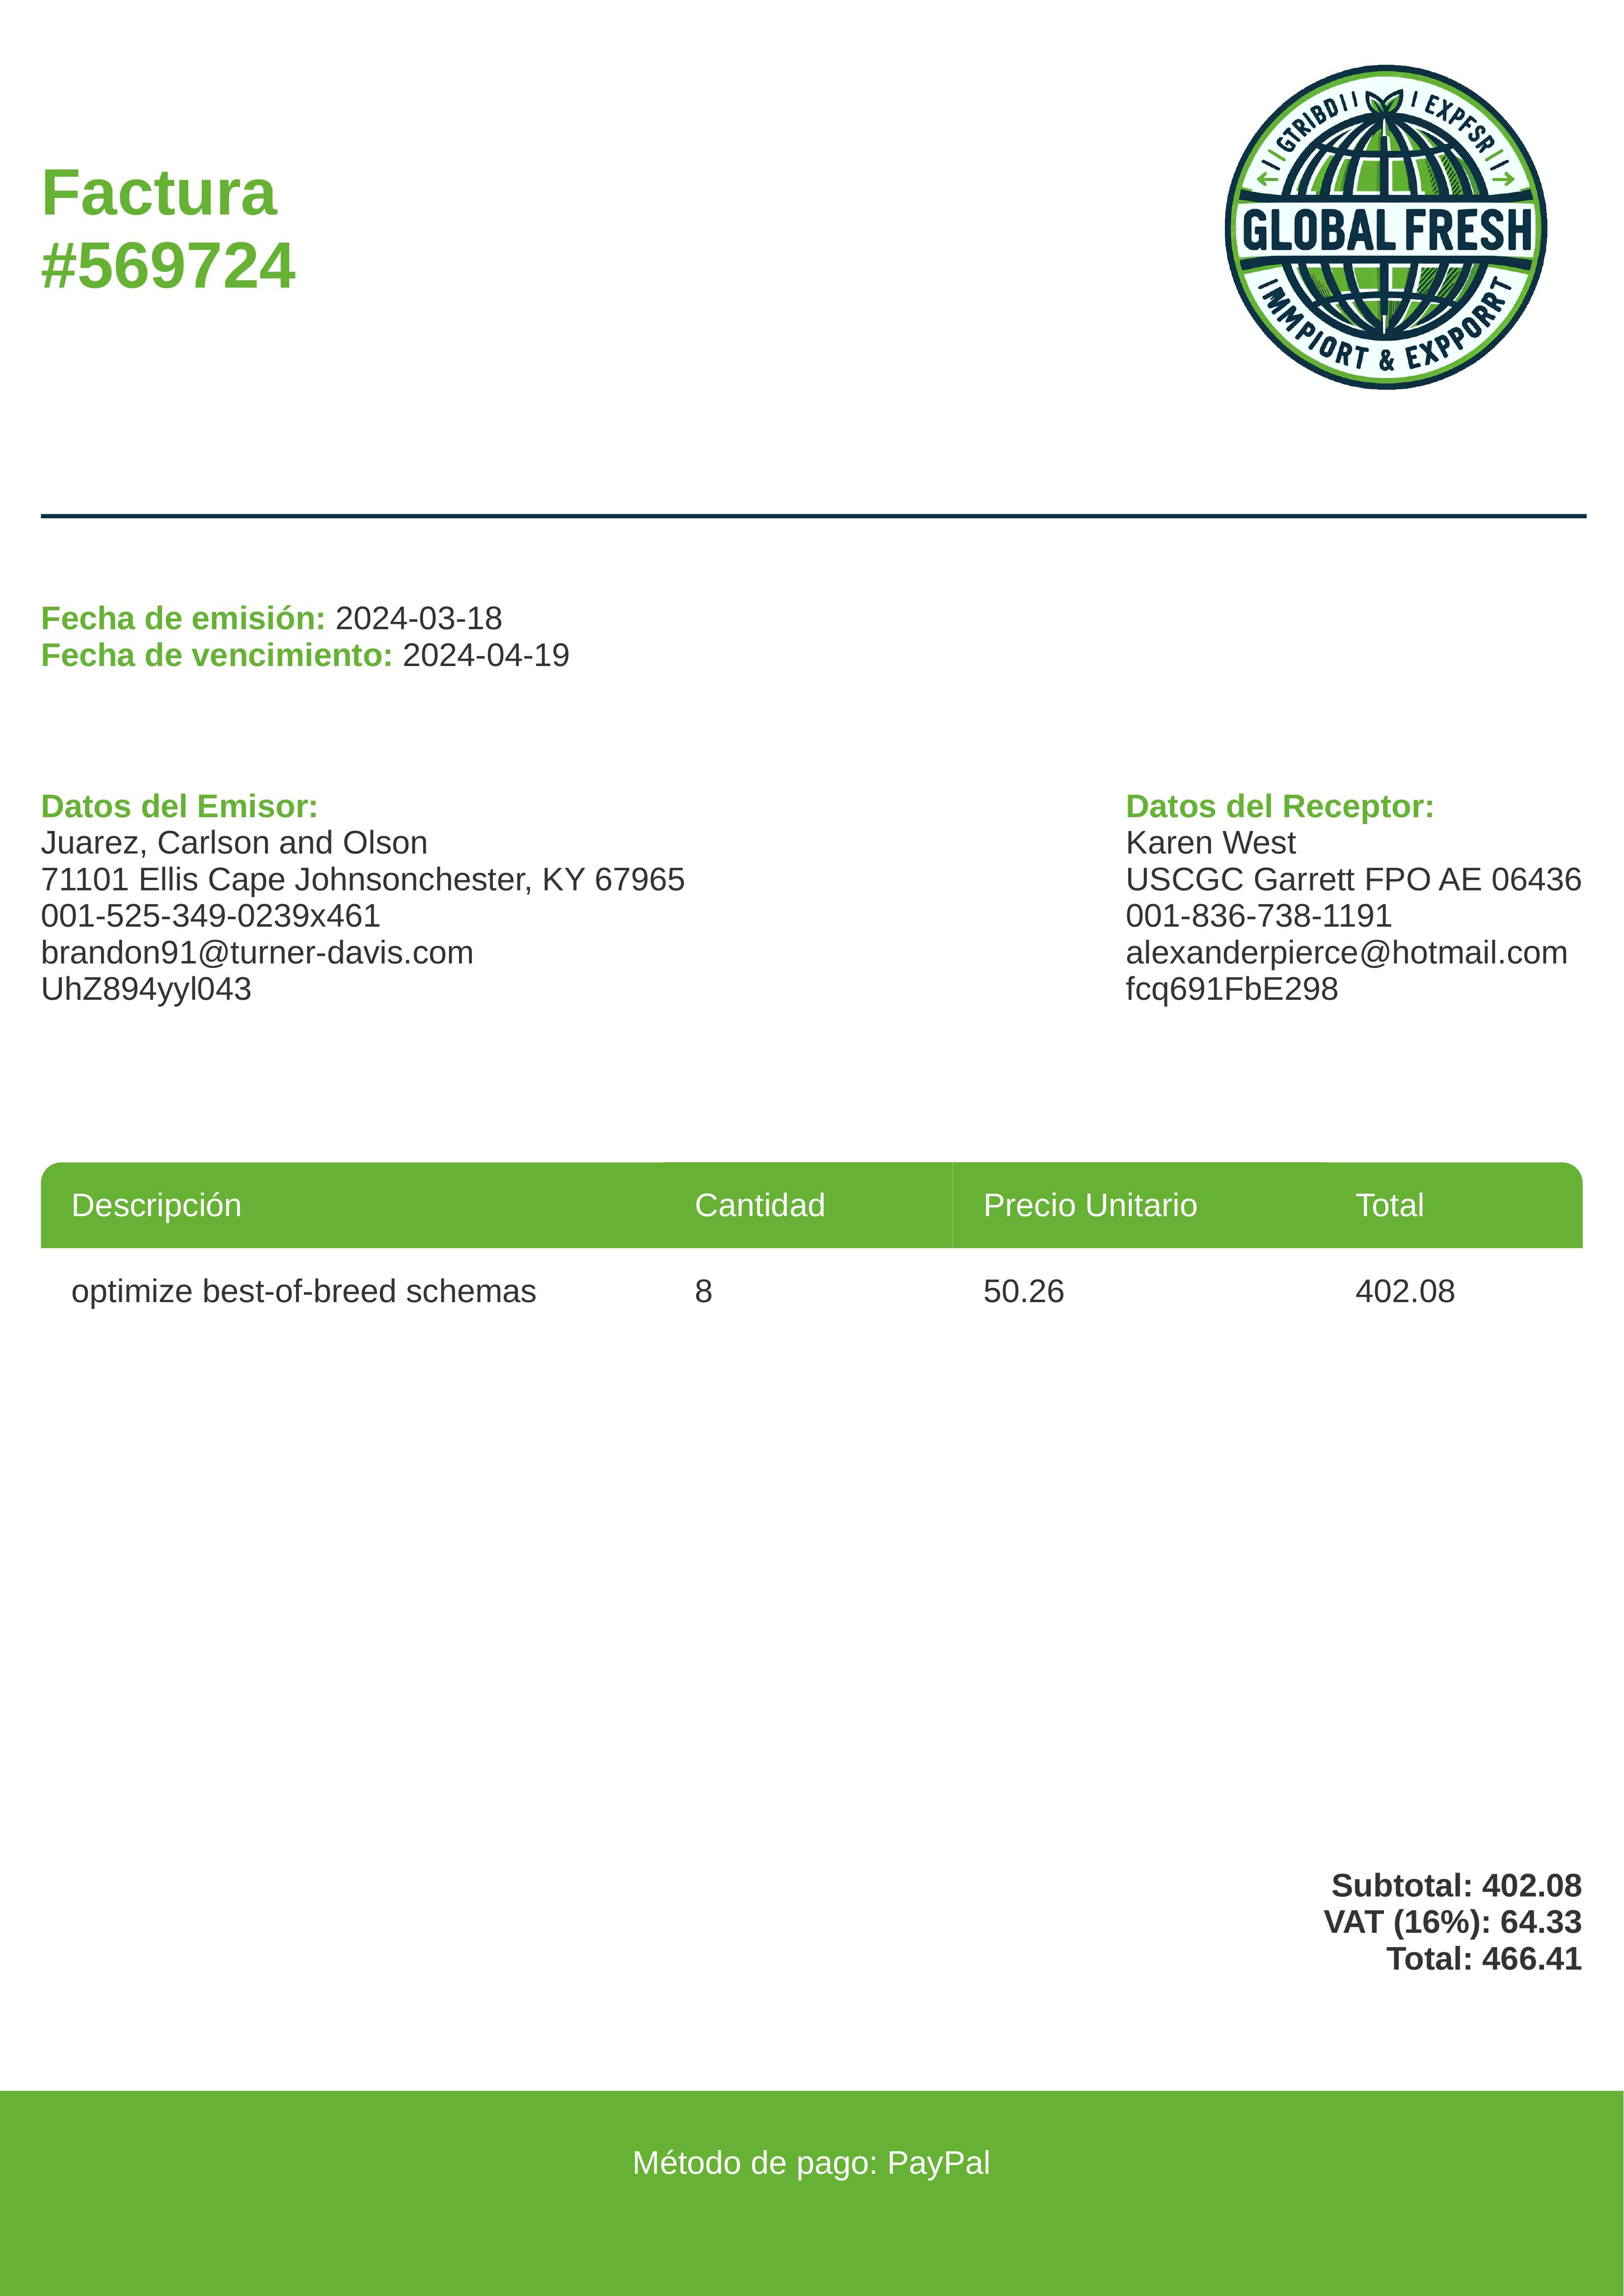 Factura
#569724
GTRIBD
EXPFSR
GLOBAL FRESH
IMMPIORT & EXPPORRT
Fecha de emisión: 2024-03-18
Fecha de vencimiento: 2024-04-19
Datos del Emisor:
Juarez, Carlson and Olson
71101 Ellis Cape Johnsonchester, KY 67965
001-525-349-0239x461
brandon91@turner-davis.com
UhZ894yyl043
Datos del Receptor:
Karen West
USCGC Garrett FPO AE 06436
001-836-738-1191
alexanderpierce@hotmail.com
fcq691FbE298
Descripción Cantidad Precio Unitario Total
optimize best-of-breed schemas 8 50.26 402.08
Subtotal: 402.08
VAT (16%): 64.33
Total: 466.41
Método de pago: PayPal